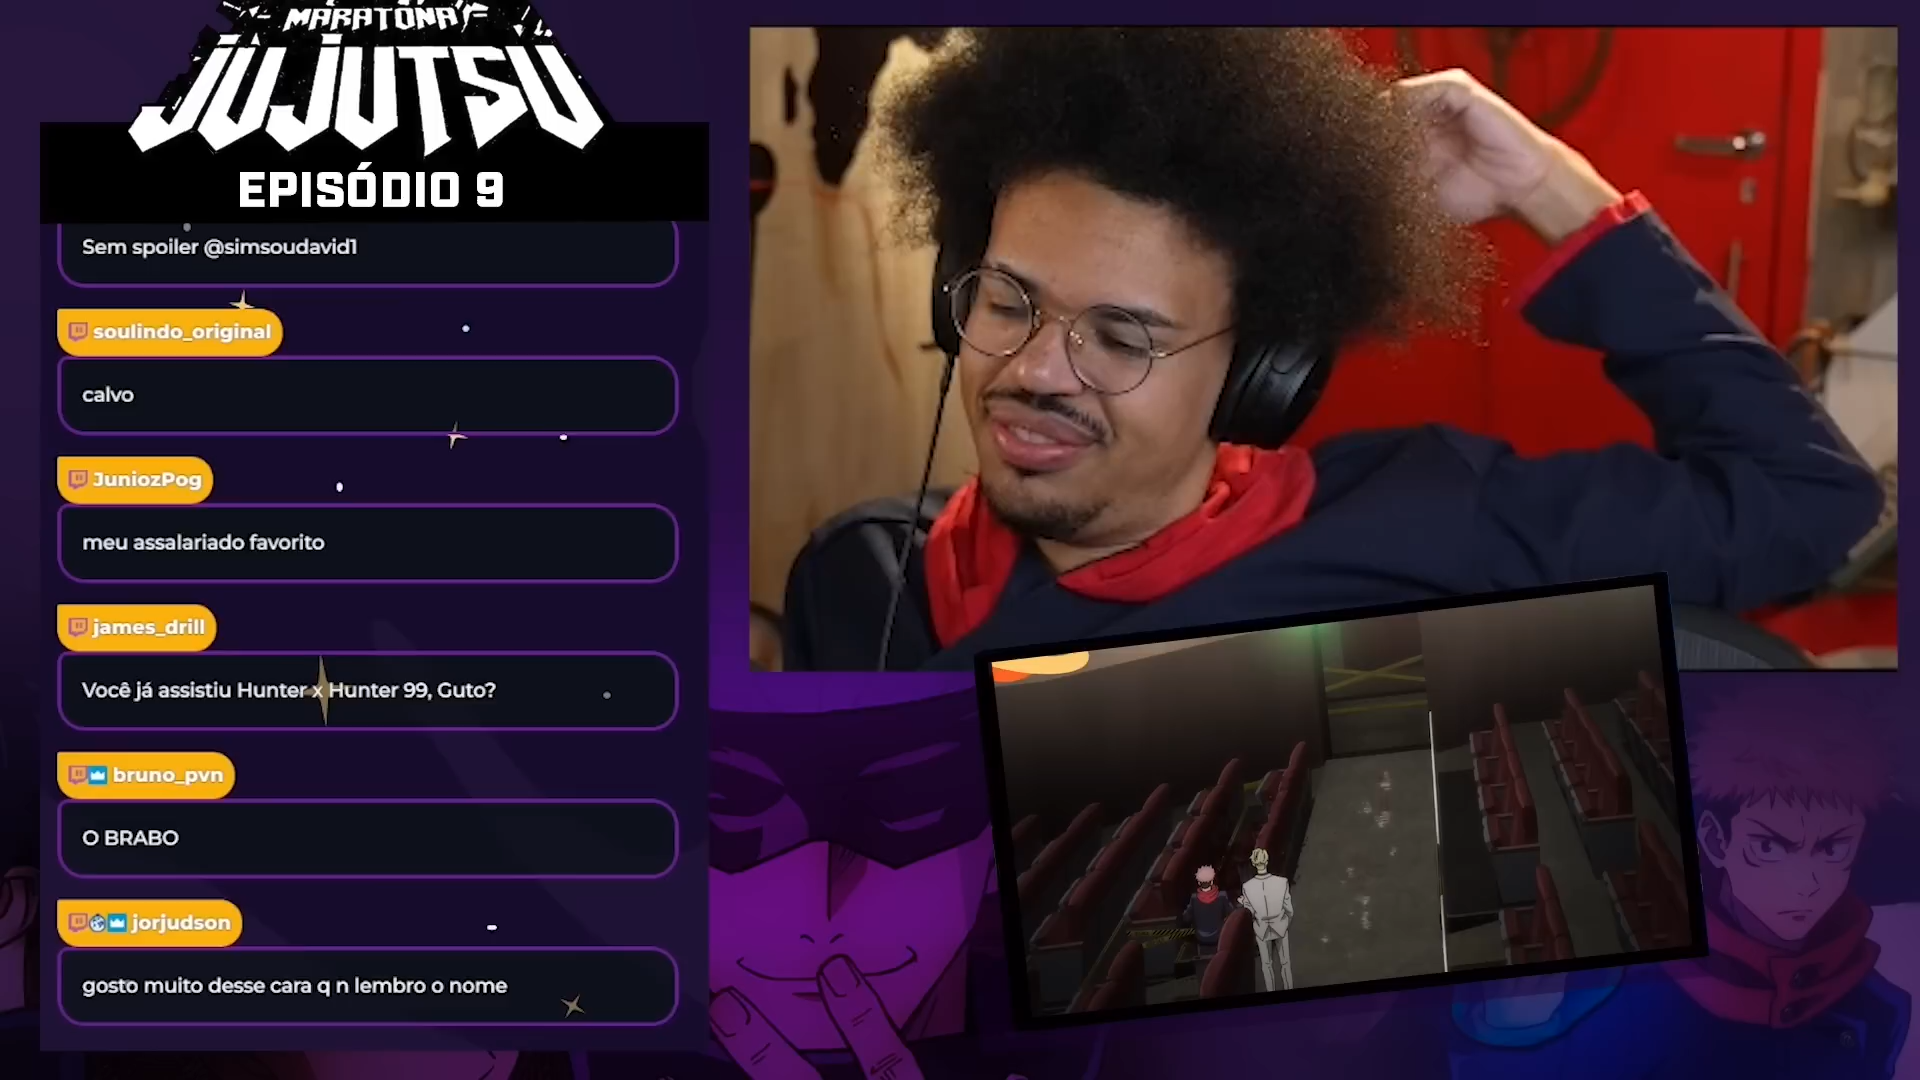 MARATONA
JUJUTSU
EPISÓDIO 9
Sem spoiler @simsoudavid1
soulindo_original
calvo
JuniozPog
meu assalariado favorito
james_drill
Você já assistiu Hunter x Hunter 99, Guto?
bruno_pvn
O BRABO
jorjudson
gosto muito desse cara q n lembro o nome